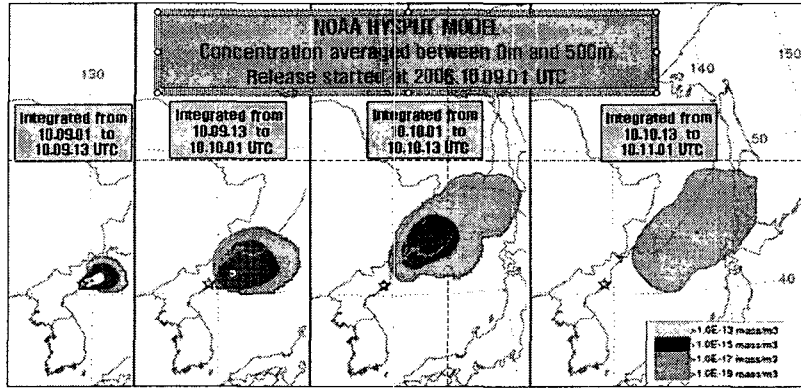 NOAA HYSPLIT MODEL
Concentration averaged between 0m and 500m
Release started at 2006.10.09.01 UTC
130
140
150
Integrated from
10.09.01 to
10.09.13 UTC
Integrated from
10.09.13 to
10.10.01 UTC
Integrated from
10.10.01 to
10.10.13 UTC
Integrated from
10.10.13 to
10.11.01 UTC
50
40
>1.0E-13 mass/m3
>1.0E-15 mass/m3
>1.0E-17 mass/m3
>1.0E-19 mass/m3